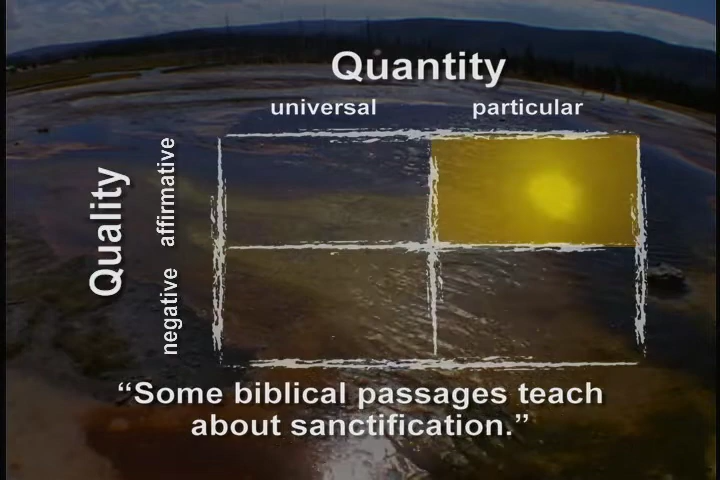 Quantity
universal particular
Quality
affirmative
negative
“Some biblical passages teach
about sanctification.”